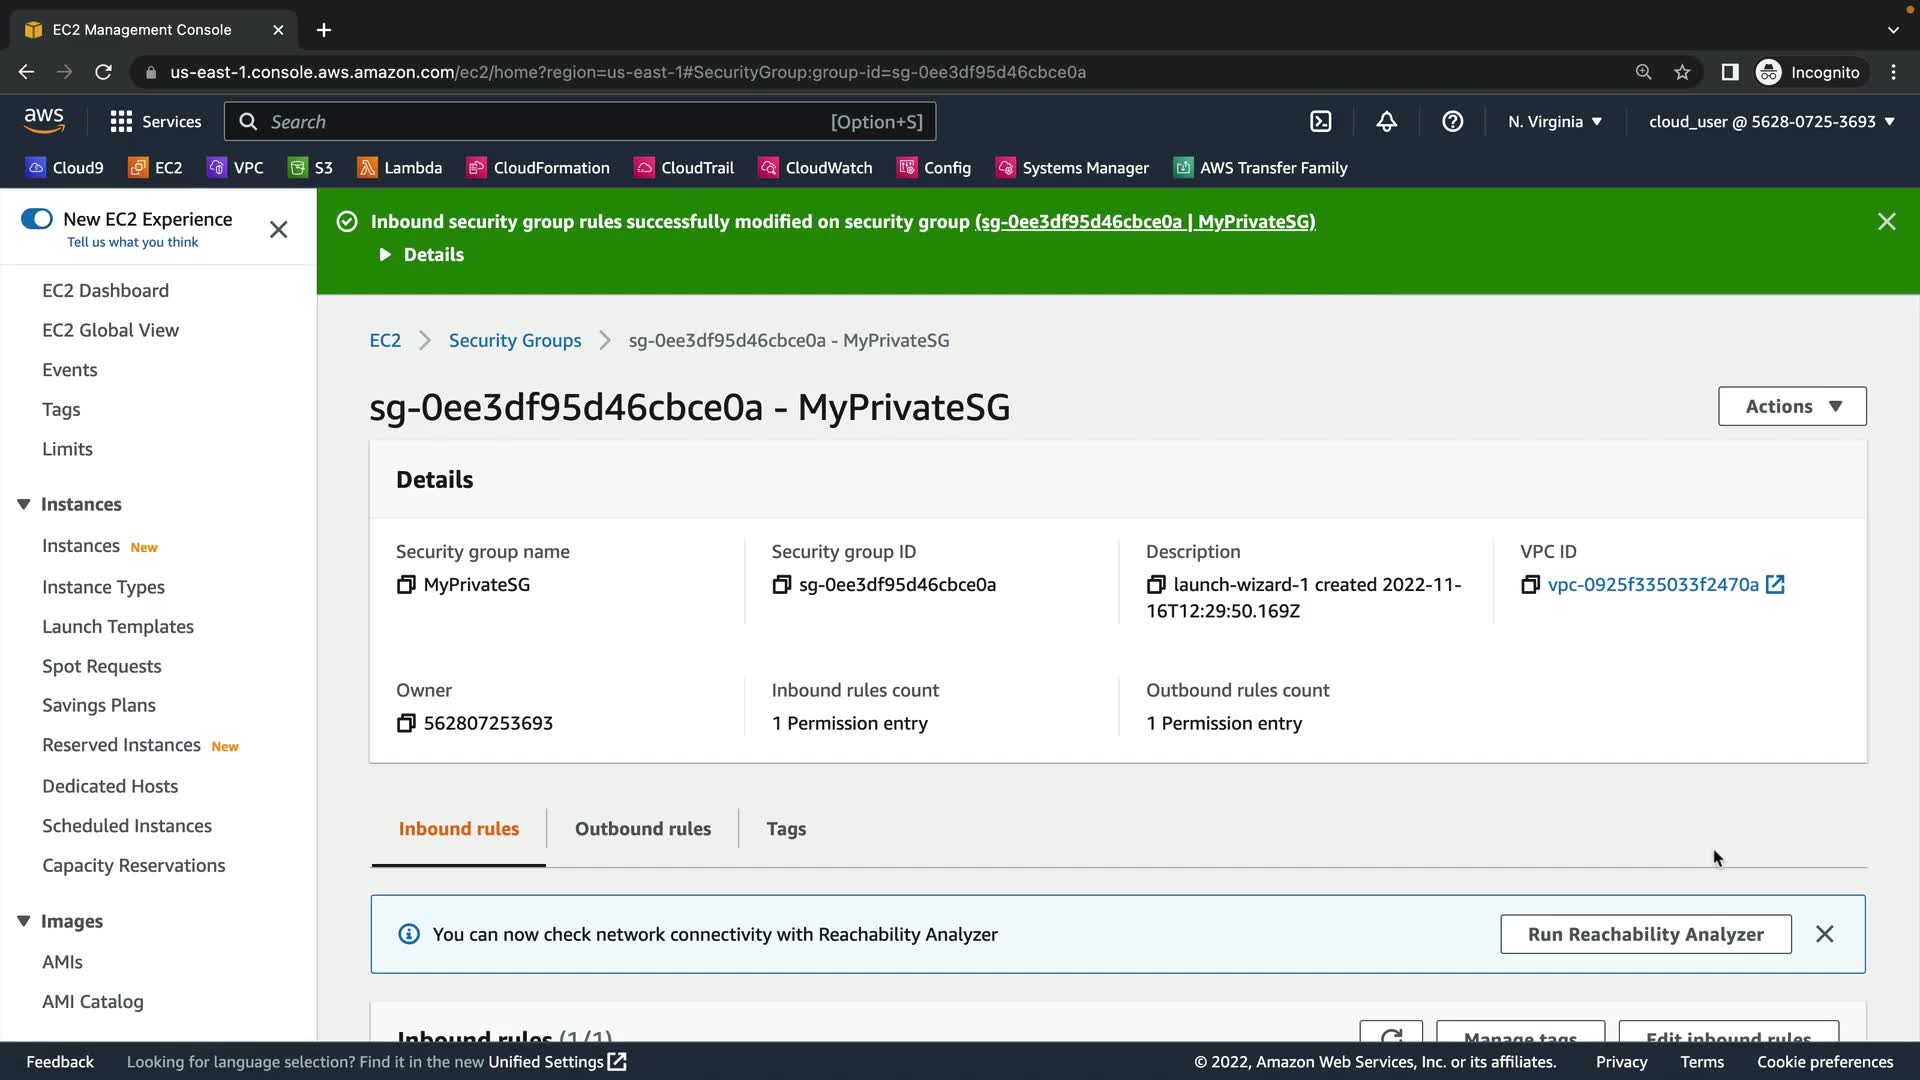 EC2 Management Console
us-east-1.console.aws.amazon.com/ec2/home?region=us-east-1#SecurityGroup:group-id=sg-0ee3df95d46cbce0a
Incognito
aws
Services
Search
[Option+S]
N. Virginia
cloud_user @ 5628-0725-3693
Cloud9
EC2
VPC
S3
Lambda
CloudFormation
CloudTrail
CloudWatch
Config
Systems Manager
AWS Transfer Family
New EC2 Experience
Tell us what you think
EC2 Dashboard
EC2 Global View
Events
Tags
Limits
Instances
Instances New
Instance Types
Launch Templates
Spot Requests
Savings Plans
Reserved Instances New
Dedicated Hosts
Scheduled Instances
Capacity Reservations
Images
AMIs
AMI Catalog
Inbound security group rules successfully modified on security group (sg-0ee3df95d46cbce0a | MyPrivateSG)
Details
EC2
Security Groups
sg-0ee3df95d46cbce0a - MyPrivateSG
sg-0ee3df95d46cbce0a - MyPrivateSG
Actions
Details
Security group name
MyPrivateSG
Security group ID
sg-0ee3df95d46cbce0a
Description
launch-wizard-1 created 2022-11-
16T12:29:50.169Z
VPC ID
vpc-0925f335033f2470a
Owner
562807253693
Inbound rules count
1 Permission entry
Outbound rules count
1 Permission entry
Inbound rules
Outbound rules
Tags
You can now check network connectivity with Reachability Analyzer
Run Reachability Analyzer
Inbound rules (1/1)
Manage tags
Edit inbound rules
Feedback
Looking for language selection? Find it in the new Unified Settings
© 2022, Amazon Web Services, Inc. or its affiliates.
Privacy
Terms
Cookie preferences